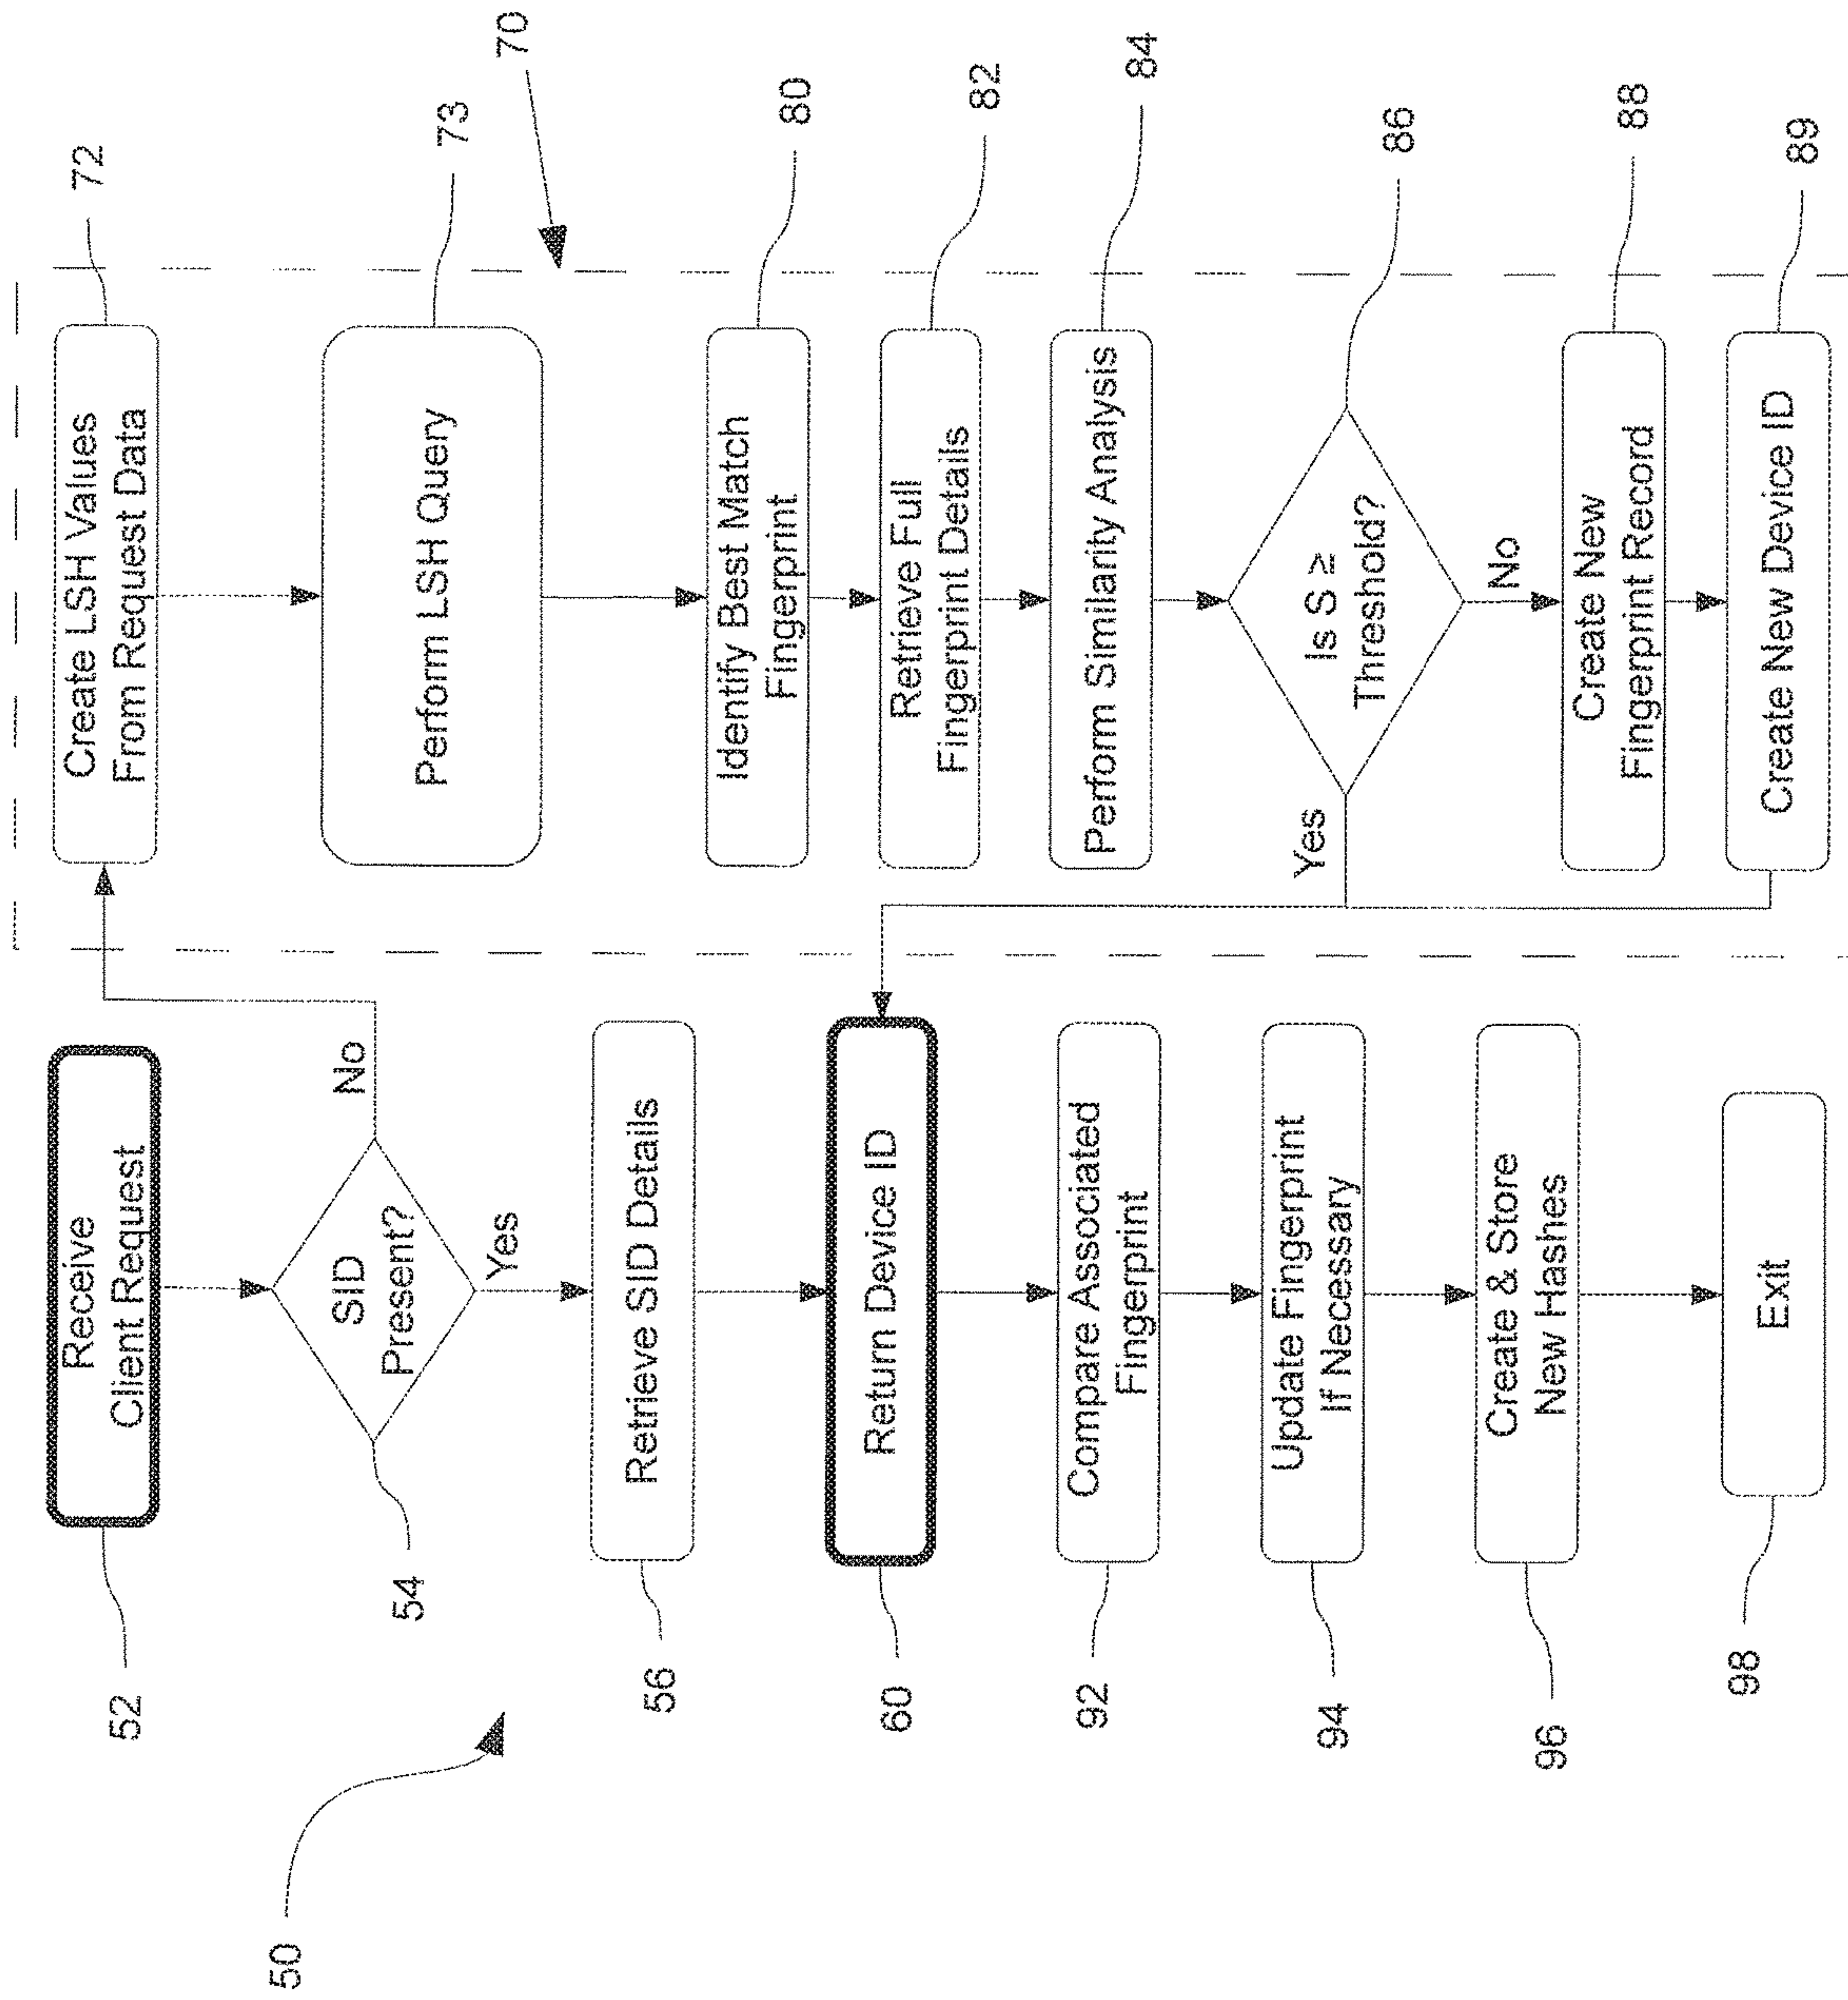 50
52
Receive
Client Request
54
SID
Present?
No
Yes
56
Retrieve SID Details
60
Return Device ID
92
Compare Associated
Fingerprint
94
Update Fingerprint
If Necessary
96
Create & Store
New Hashes
98
Exit
70
72
Create LSH Values
From Request Data
73
Perform LSH Query
80
Identify Best Match
Fingerprint
82
Retrieve Full
Fingerprint Details
84
Perform Similarity Analysis
86
Is S ≥
Threshold?
Yes
No
88
Create New
Fingerprint Record
89
Create New Device ID